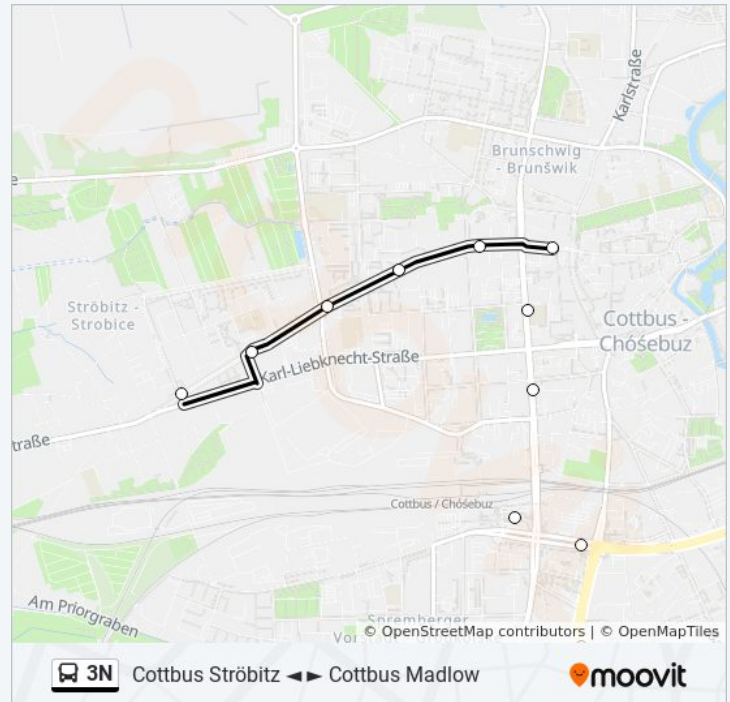 Karlstraße
Brunschwig
- Brunšwik
e
Ströbitz -
Strobice
Cottbus -
Chóśebuz
Karl-Liebknecht-Straße
traße
Cottbus / Chóśebuz
Am Priorgraben
Spremberger
© OpenStreetMap contributors | © OpenMapTiles
3N Cottbus Ströbitz ◄► Cottbus Madlow
moovit